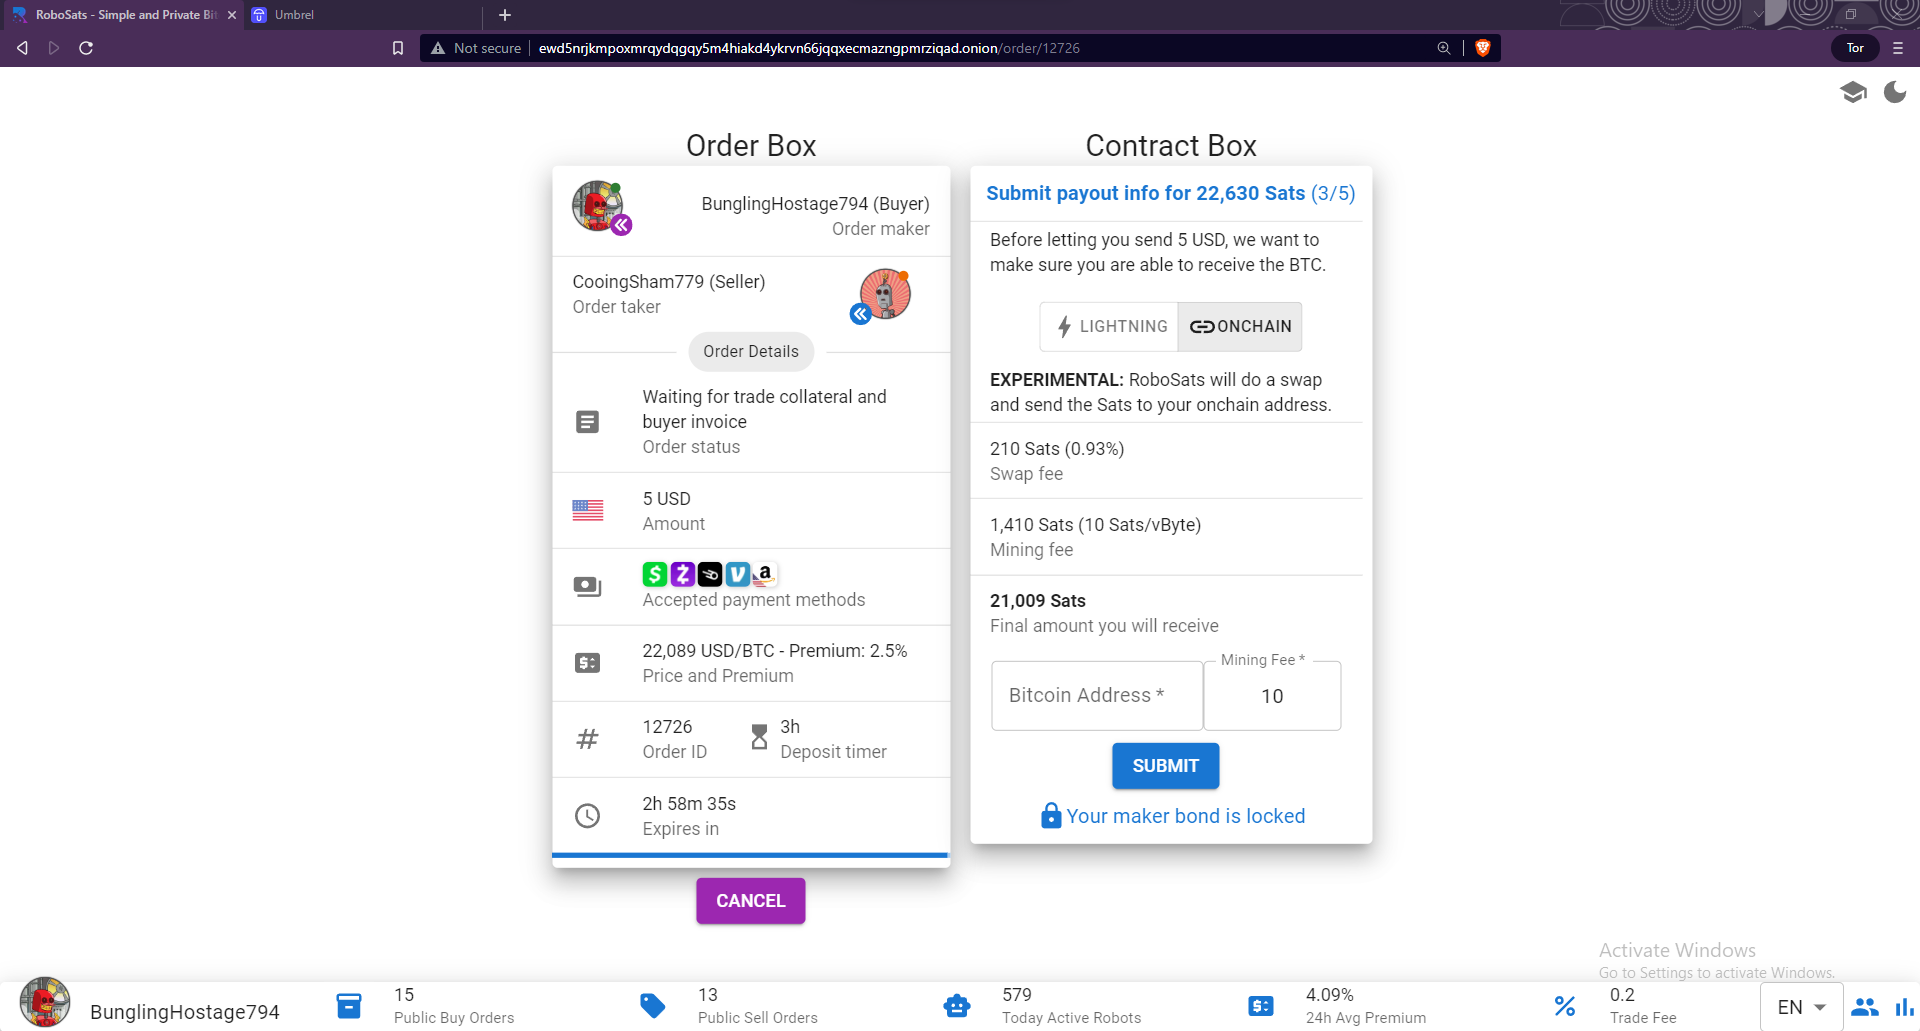 RoboSats - Simple and Private Bit
Umbrel
Not secure
ewd5nrjkmpoxmrqydqgqy5m4hiakd4ykrvn66jqqxecmazngpmrziqad.onion/order/12726
Tor
Order Box
BunglingHostage794 (Buyer)
Order maker
CooingSham779 (Seller)
Order taker
Order Details
Waiting for trade collateral and
buyer invoice
Order status
5 USD
Amount
Accepted payment methods
22,089 USD/BTC - Premium: 2.5%
Price and Premium
12726
Order ID
3h
Deposit timer
2h 58m 35s
Expires in
CANCEL
Contract Box
Submit payout info for 22,630 Sats (3/5)
Before letting you send 5 USD, we want to
make sure you are able to receive the BTC.
LIGHTNING
ONCHAIN
EXPERIMENTAL: RoboSats will do a swap
and send the Sats to your onchain address.
210 Sats (0.93%)
Swap fee
1,410 Sats (10 Sats/vByte)
Mining fee
21,009 Sats
Final amount you will receive
Bitcoin Address *
Mining Fee *
10
SUBMIT
Your maker bond is locked
Activate Windows
Go to Settings to activate Windows.
BunglingHostage794
15
Public Buy Orders
13
Public Sell Orders
579
Today Active Robots
4.09%
24h Avg Premium
0.2
Trade Fee
EN